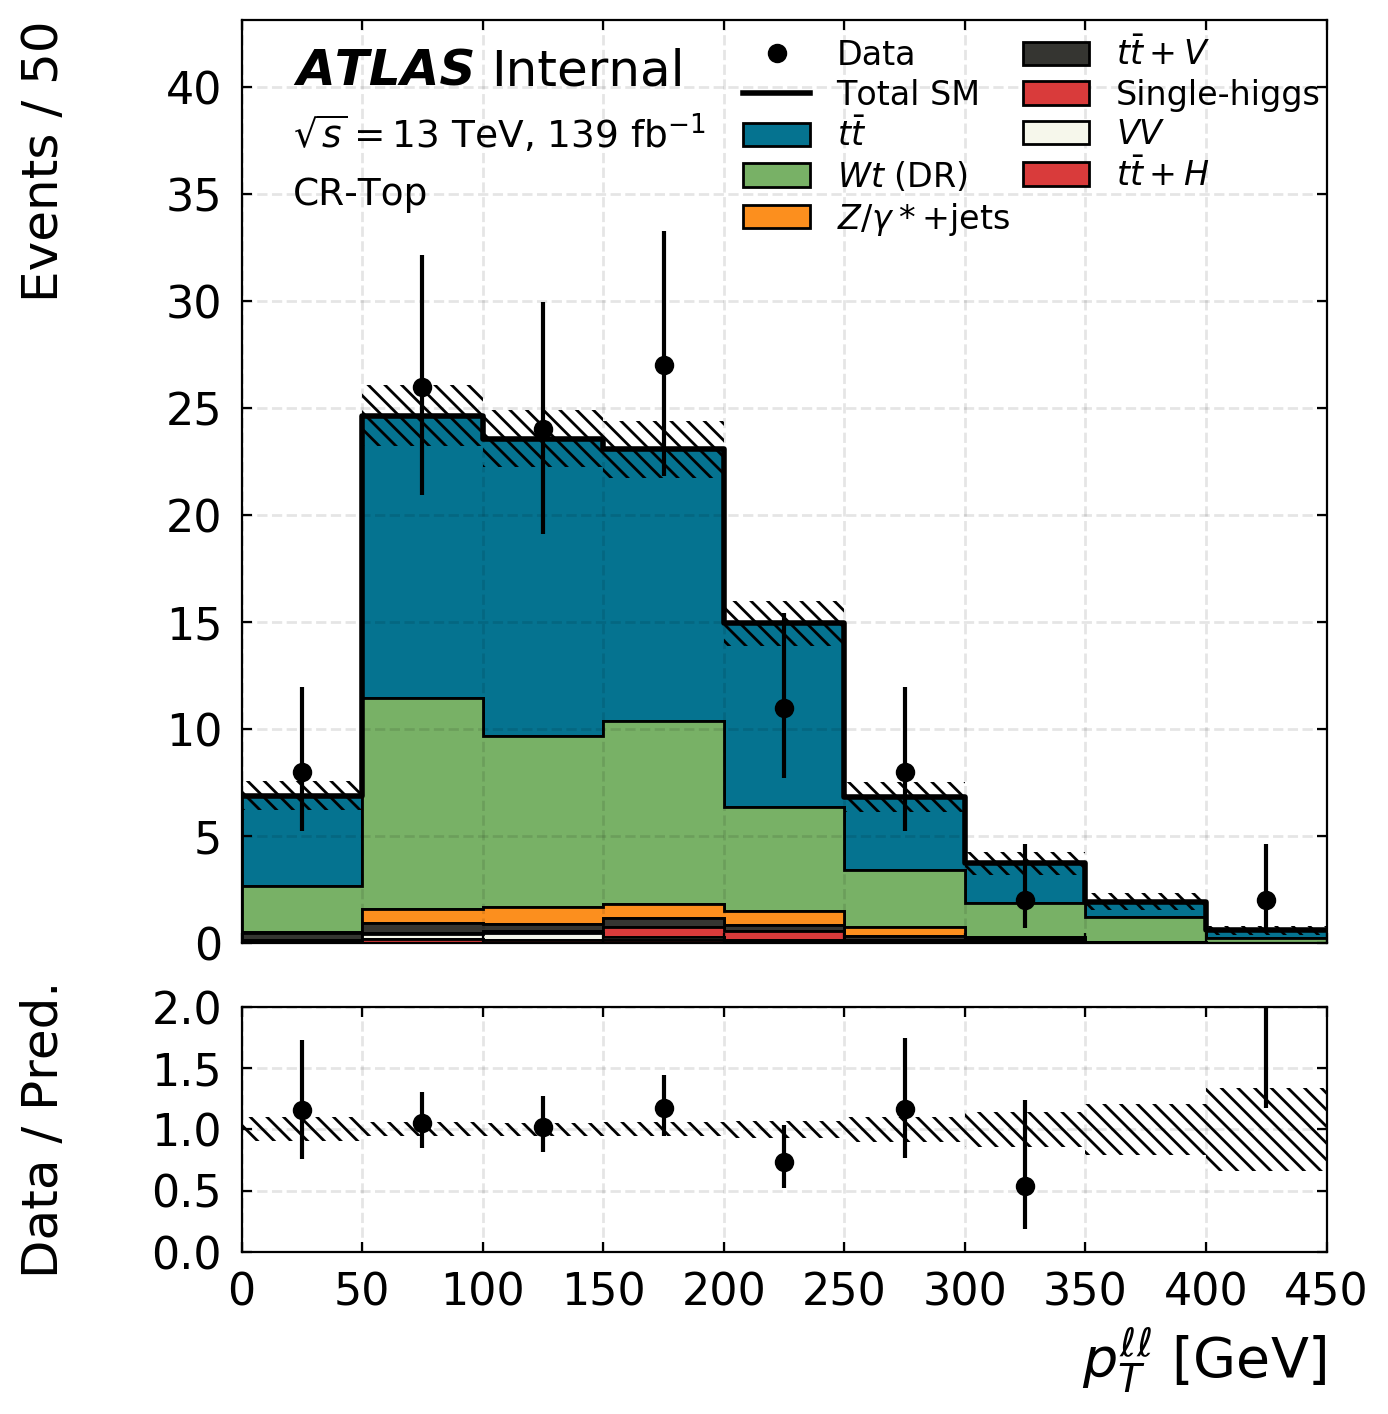 Events / 50
ATLAS Internal
√s = 13 TeV, 139 fb⁻¹
CR-Top
Data
Total SM
tt̄
Wt (DR)
Z/γ*+jets
tt̄ + V
Single-higgs
VV
tt̄ + H
40
35
30
25
20
15
10
5
0
Data / Pred.
2.0
1.5
1.0
0.5
0.0
0 50 100 150 200 250 300 350 400 450
p_T^ℓℓ [GeV]